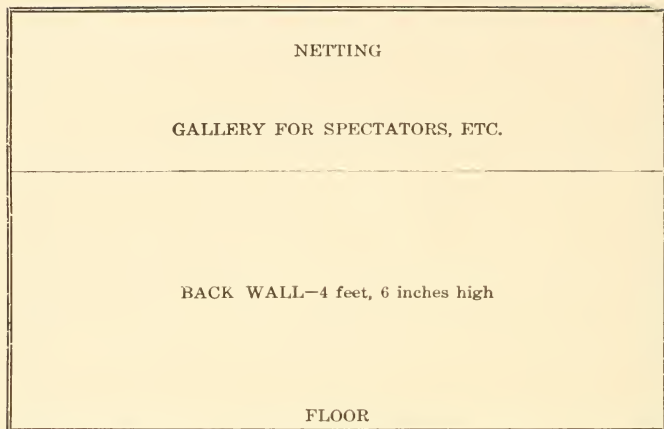 NETTING
GALLERY FOR SPECTATORS, ETC.
BACK WALL—4 feet, 6 inches high
FLOOR